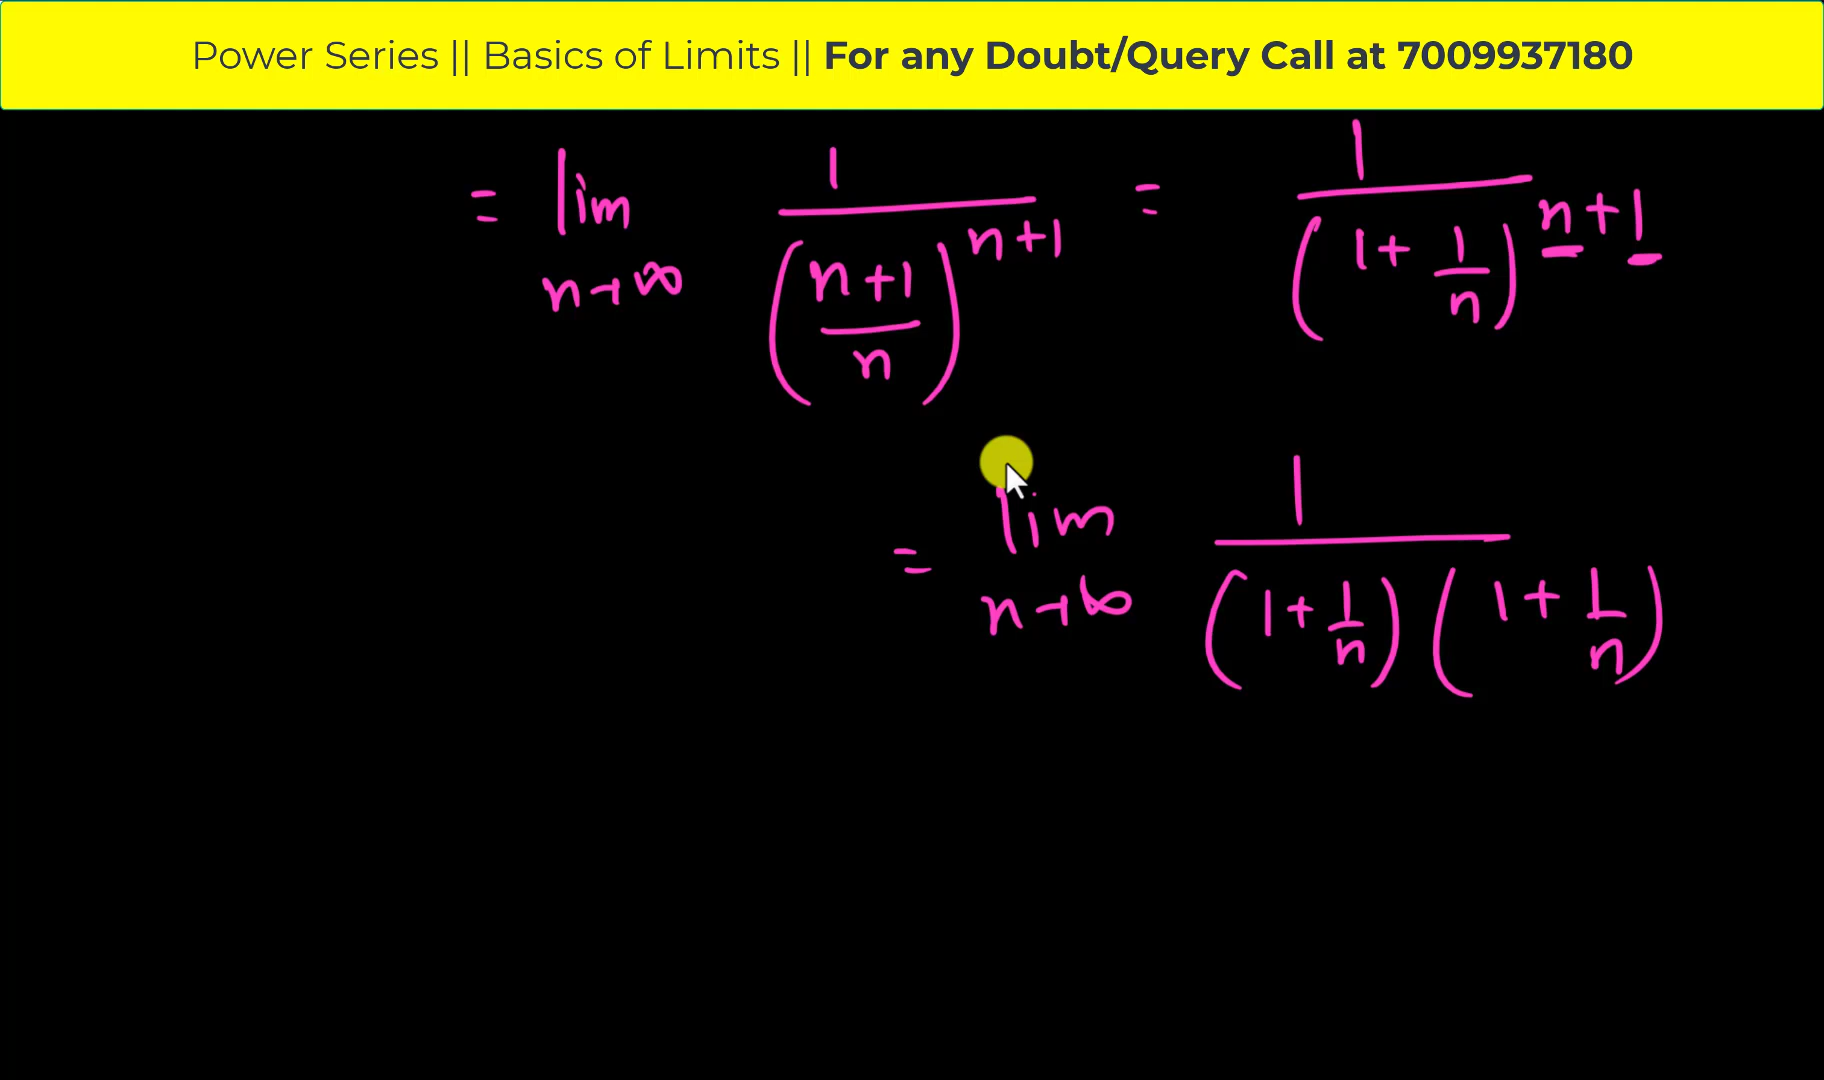 Power Series || Basics of Limits || For any Doubt/Query Call at 7009937180
= lim n→∞ 1/((n+1)/n)^(n+1) = 1/(1+1/n)^(n+1)
= lim n→∞ 1/(1+1/n)(1+1/n)